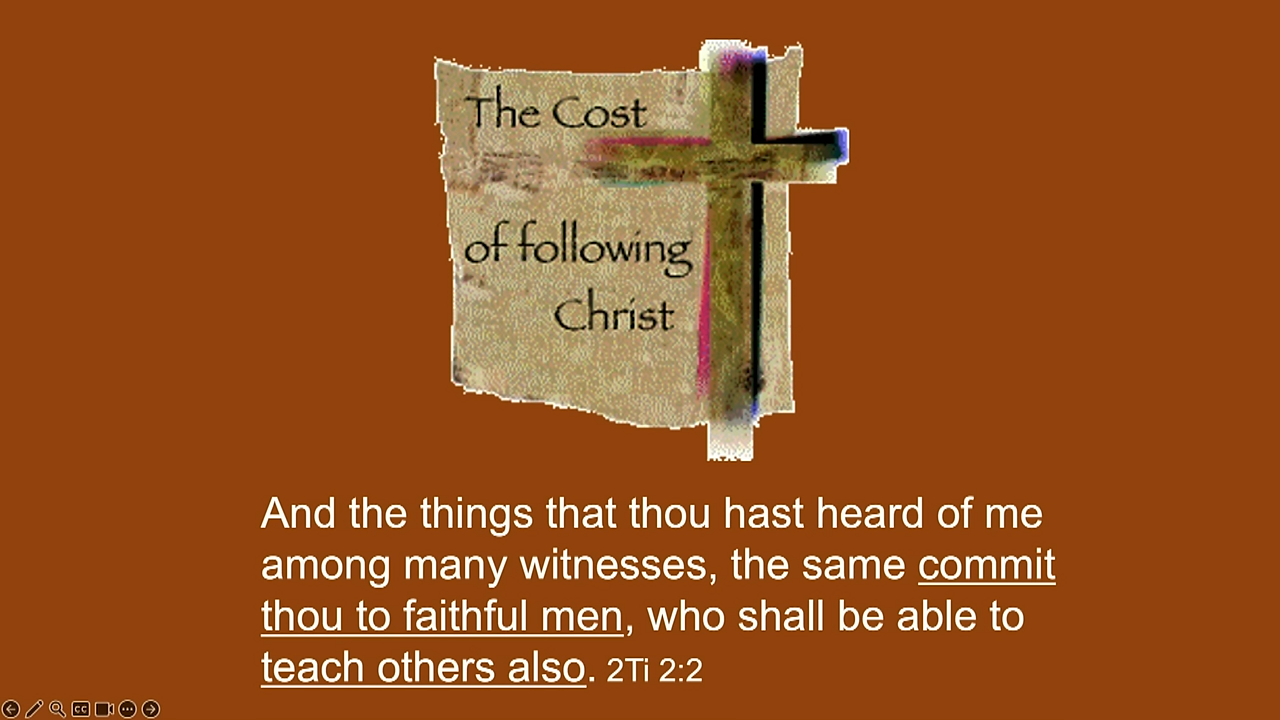 The Cost
of following
Christ
And the things that thou hast heard of me
among many witnesses, the same commit
thou to faithful men, who shall be able to
teach others also. 2Ti 2:2
CC